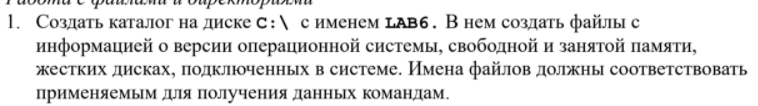 Работа с файлами и директориями
1. Создать каталог на диске C:\ с именем LAB6. В нем создать файлы с
информацией о версии операционной системы, свободной и занятой памяти,
жестких дисках, подключенных в системе. Имена файлов должны соответствовать
применяемым для получения данных командам.